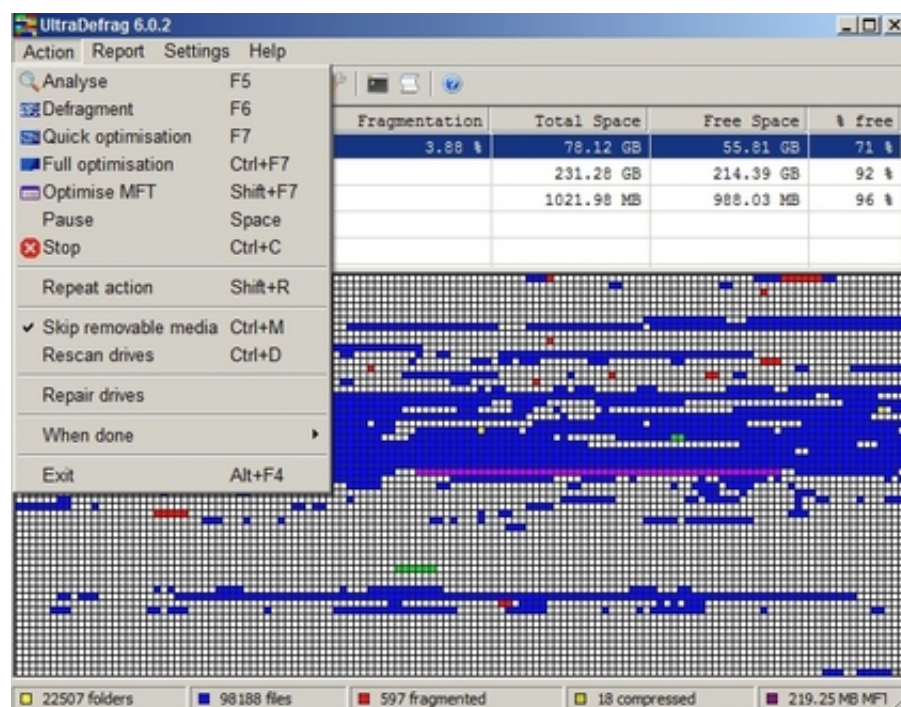 UltraDefrag 6.0.2
Action Report Settings Help
Analyse F5
Defragment F6
Quick optimisation F7
Full optimisation Ctrl+F7
Optimise MFT Shift+F7
Pause Space
Stop Ctrl+C
Repeat action Shift+R
Skip removable media Ctrl+M
Rescan drives Ctrl+D
Repair drives
When done
Exit Alt+F4
Fragmentation Total Space Free Space % free
3.88 % 78.12 GB 55.81 GB 71 %
231.28 GB 214.39 GB 92 %
1021.98 MB 988.03 MB 96 %
22507 folders 98188 files 597 fragmented 18 compressed 219.25 MB MFT